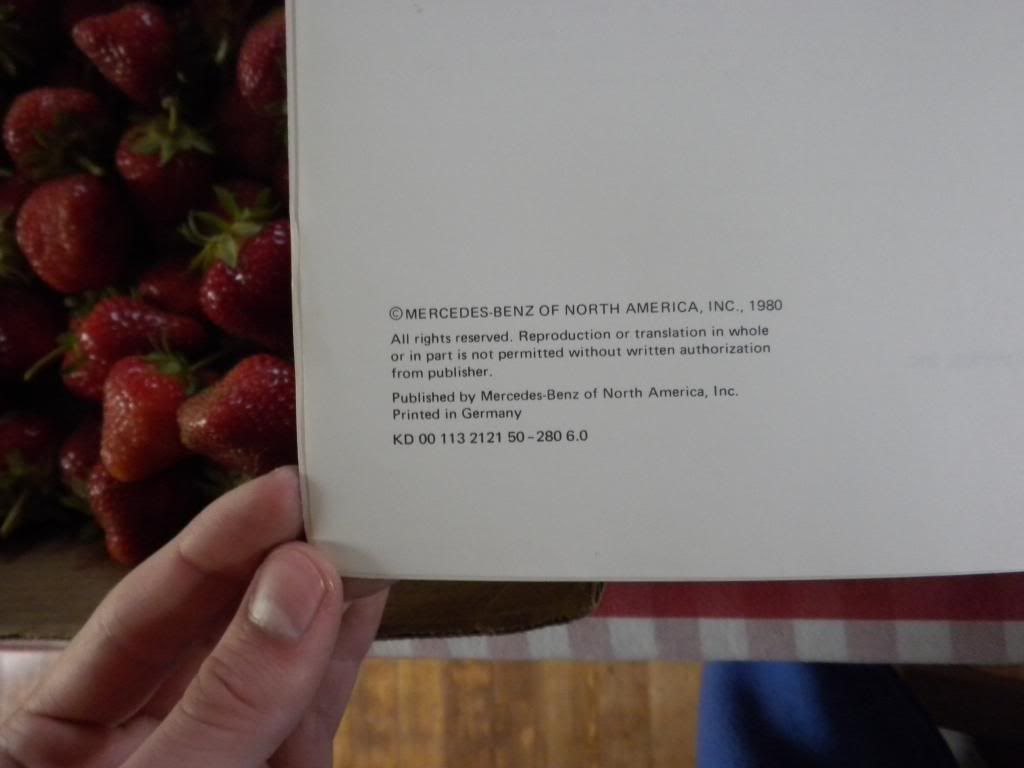 ©MERCEDES-BENZ OF NORTH AMERICA, INC., 1980
All rights reserved. Reproduction or translation in whole
or in part is not permitted without written authorization
from publisher.
Published by Mercedes-Benz of North America, Inc.
Printed in Germany
KD 00 113 2121 50 – 280 6.0